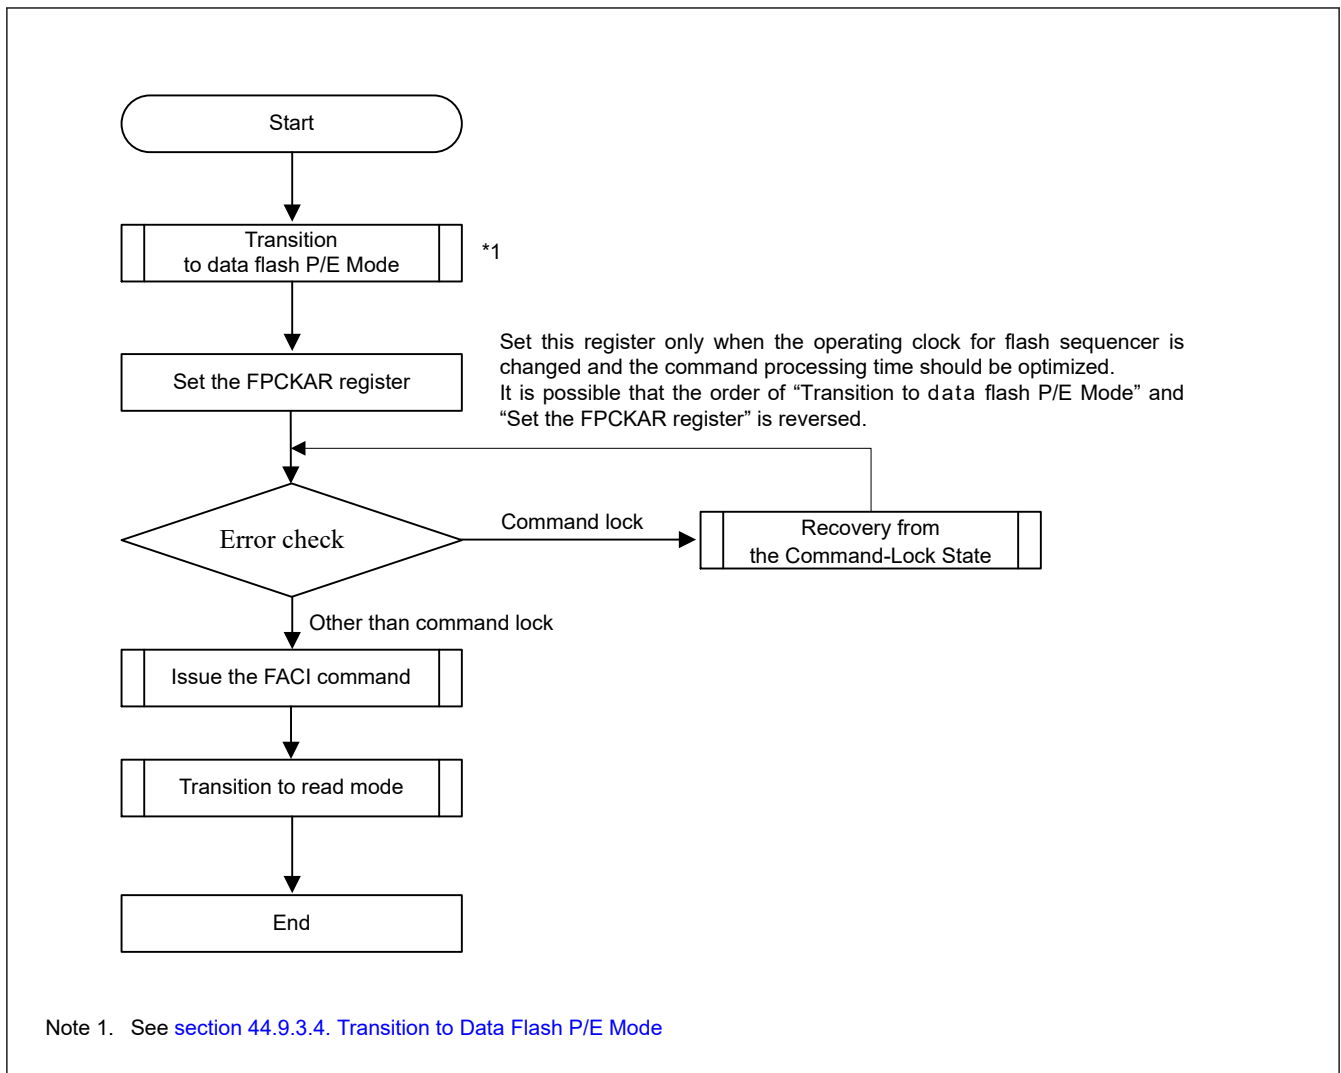 Start
Transition
to data flash P/E Mode
*1
Set the FPCKAR register
Set this register only when the operating clock for flash sequencer is
changed and the command processing time should be optimized.
It is possible that the order of “Transition to data flash P/E Mode” and
“Set the FPCKAR register” is reversed.
Error check
Command lock
Recovery from
the Command-Lock State
Other than command lock
Issue the FACI command
Transition to read mode
End
Note 1. See section 44.9.3.4. Transition to Data Flash P/E Mode